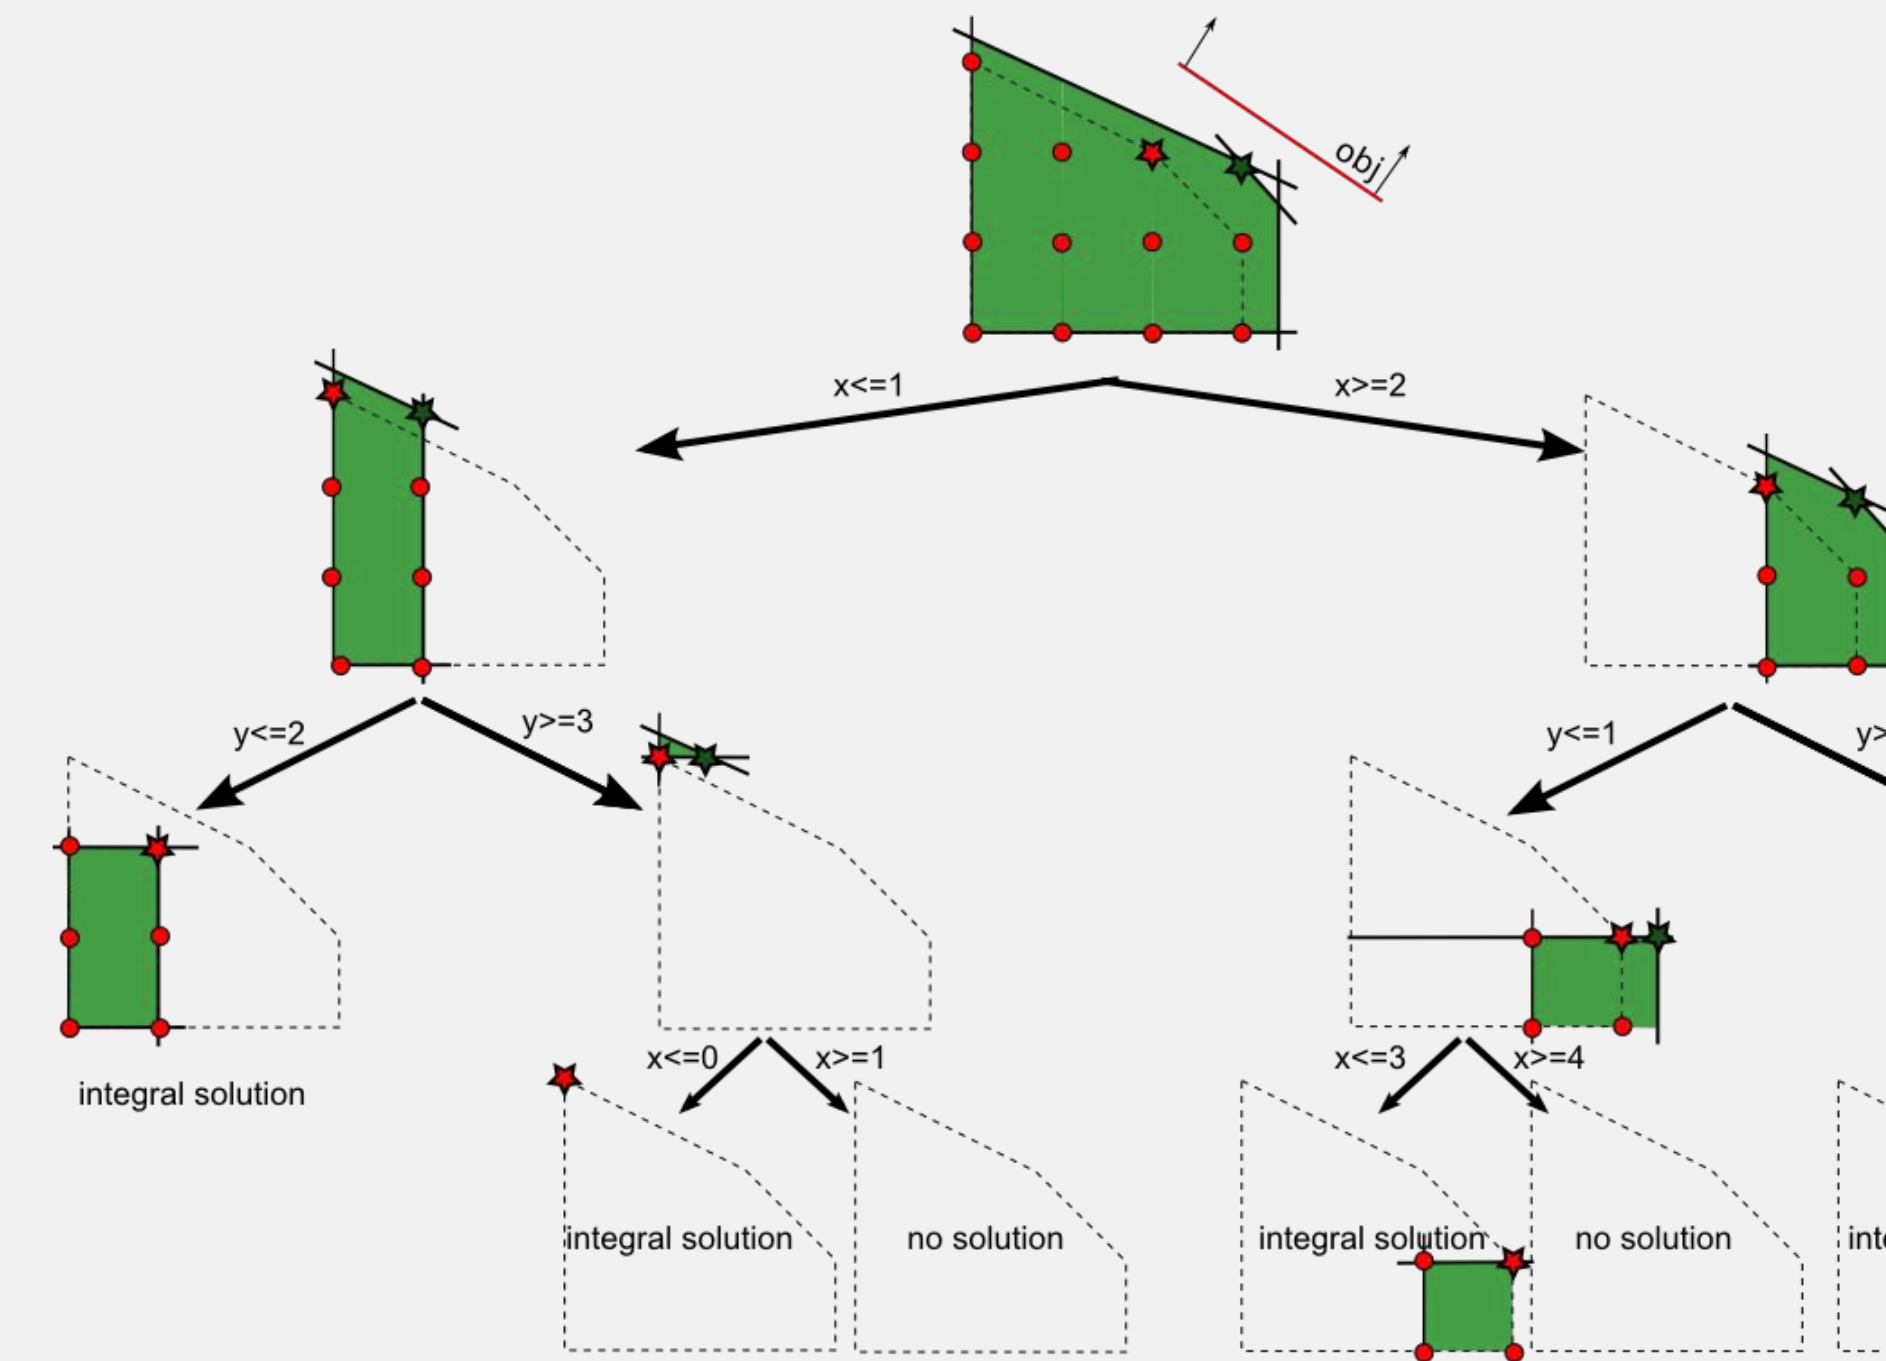 obj
x<=1
x>=2
y<=2
y>=3
y<=1
y>
integral solution
x<=0
x>=1
x<=3
x>=4
integral solution
no solution
integral solution
no solution
inte